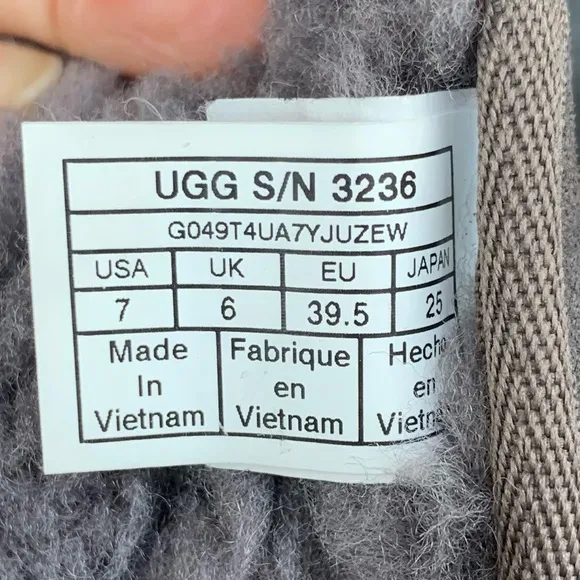 UGG S/N 3236
G049T4UA7YJUZEW
USA UK EU JAPAN
7 6 39.5 25
Made Fabrique
In en en
Vietnam Vietnam